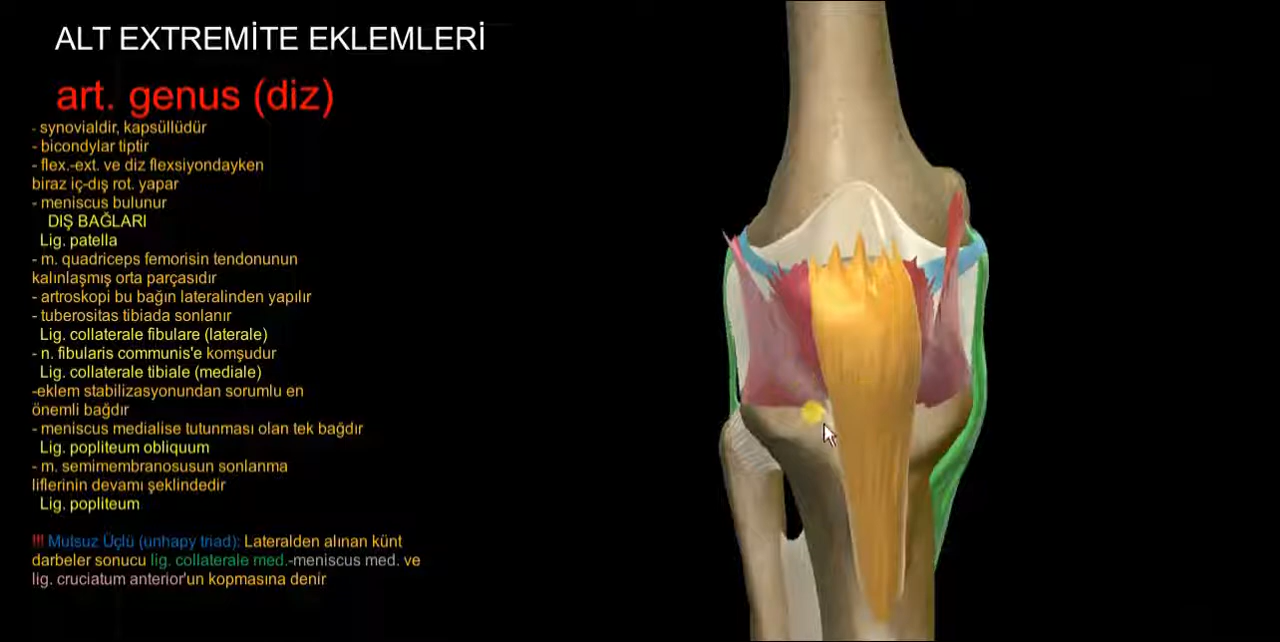 ALT EXTREMİTE EKLEMLERİ
art. genus (diz)
- synovialdir, kapsüllüdür
- bicondylar tiptir
- flex.-ext. ve diz flexsiyondayken
biraz iç-dış rot. yapar
- meniscus bulunur
DIŞ BAĞLARI
Lig. patella
- m. quadriceps femorisin tendonunun
kalınlaşmış orta parçasıdır
- artroskopi bu bağın lateralinden yapılır
- tuberositas tibiada sonlanır
Lig. collaterale fibulare (laterale)
- n. fibularis communis'e komşudur
Lig. collaterale tibiale (mediale)
-eklem stabilizasyonundan sorumlu en
önemli bağdır
- meniscus medialise tutunması olan tek bağdır
Lig. popliteum obliquum
- m. semimembranosusun sonlanma
liflerinin devamı şeklindedir
Lig. popliteum
!!! Mutsuz Üçlü (unhapy triad): Lateralden alınan künt
darbeler sonucu lig. collaterale med.-meniscus med. ve
lig. cruciatum anterior'un kopmasına denir